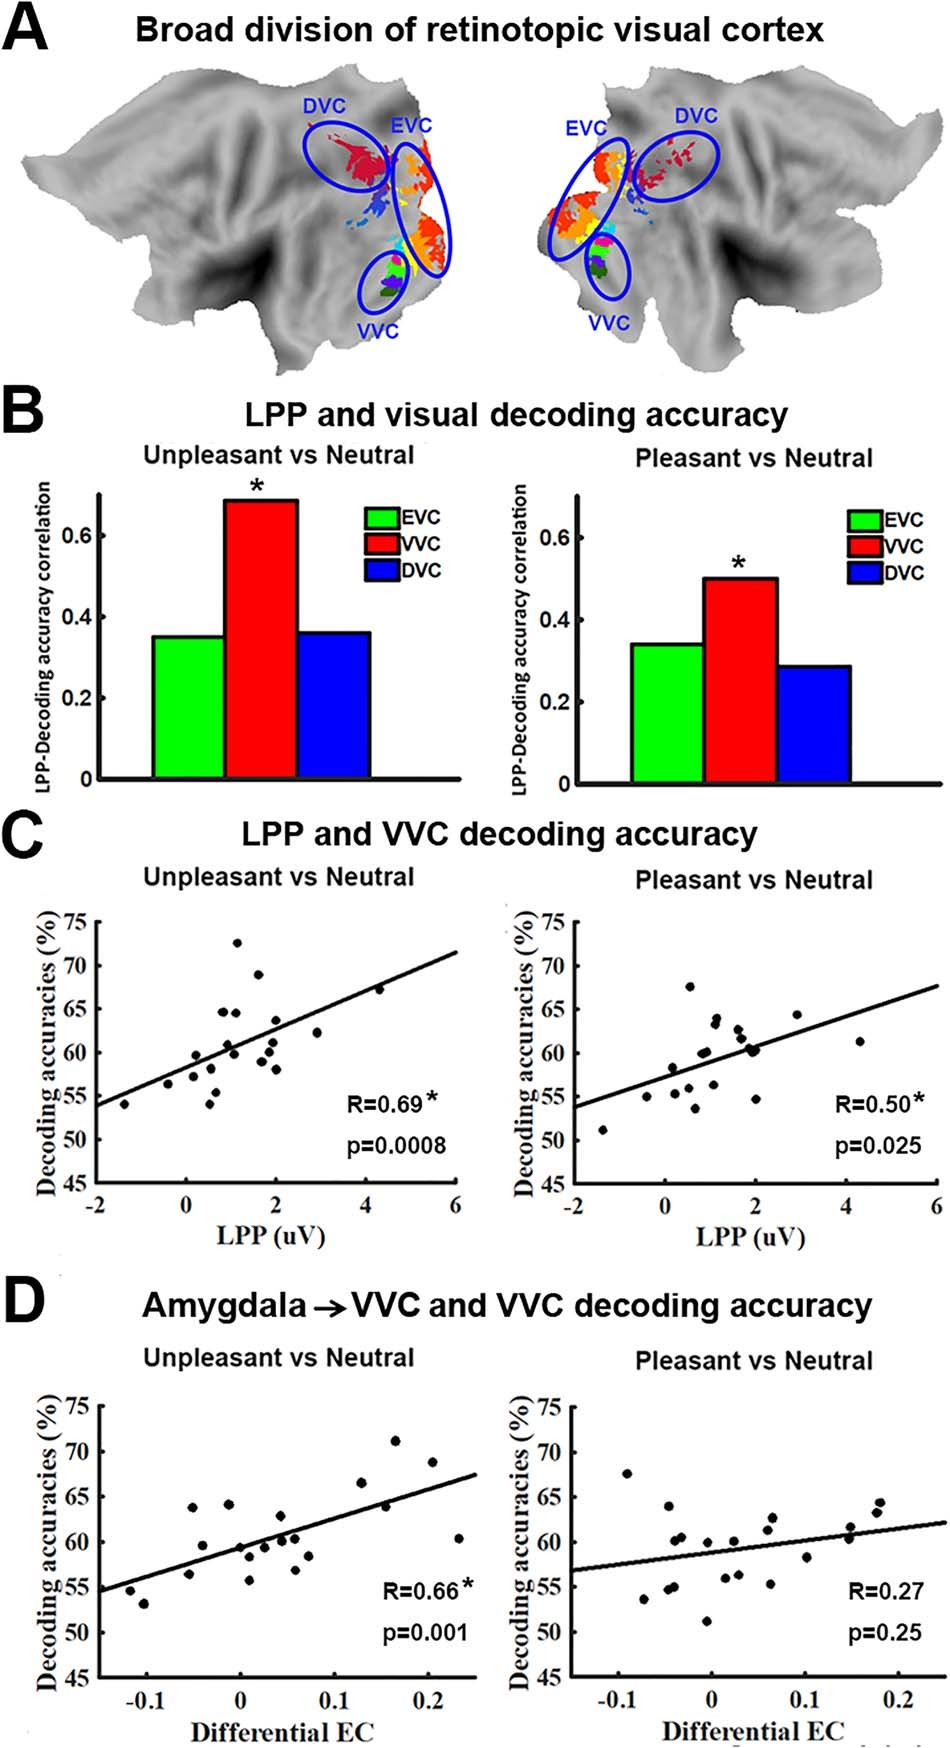 A
Broad division of retinotopic visual cortex
DVC
EVC
VVC
EVC
DVC
VVC
B
LPP and visual decoding accuracy
Unpleasant vs Neutral
LPP-Decoding accuracy correlation
0.6
0.4
0.2
0
*
EVC
VVC
DVC
Pleasant vs Neutral
LPP-Decoding accuracy correlation
0.6
0.4
0.2
0
*
EVC
VVC
DVC
C
LPP and VVC decoding accuracy
Unpleasant vs Neutral
Decoding accuracies (%)
75
70
65
60
55
50
45
-2 0 2 4 6
LPP (uV)
R=0.69*
p=0.0008
Pleasant vs Neutral
Decoding accuracies (%)
75
70
65
60
55
50
45
-2 0 2 4 6
LPP (uV)
R=0.50*
p=0.025
D
Amygdala→VVC and VVC decoding accuracy
Unpleasant vs Neutral
Decoding accuracies (%)
75
70
65
60
55
50
45
-0.1 0 0.1 0.2
Differential EC
R=0.66*
p=0.001
Pleasant vs Neutral
Decoding accuracies (%)
75
70
65
60
55
50
45
-0.1 0 0.1 0.2
Differential EC
R=0.27
p=0.25